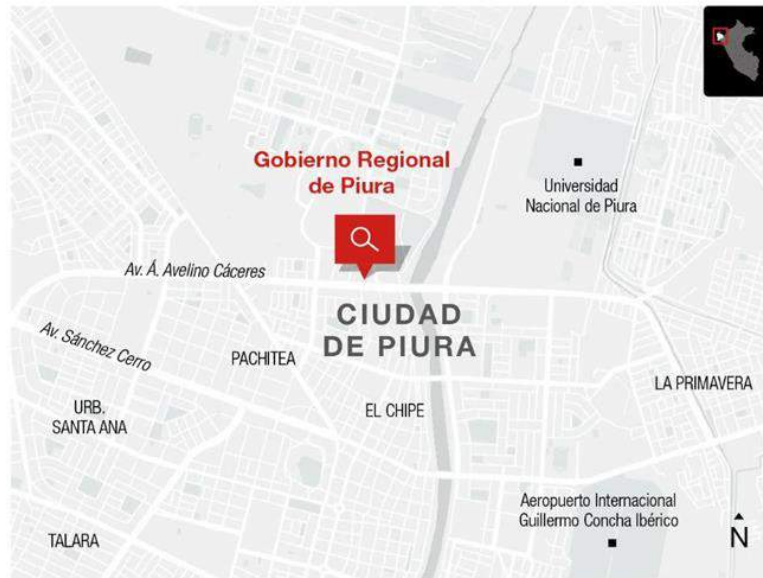 Gobierno Regional
de Piura
Universidad
Nacional de Piura
Av. Á. Avelino Cáceres
CIUDAD
DE PIURA
Av. Sánchez Cerro
PACHITEA
LA PRIMAVERA
EL CHIPE
URB.
SANTA ANA
Aeropuerto Internacional
Guillermo Concha Ibérico
TALARA
N